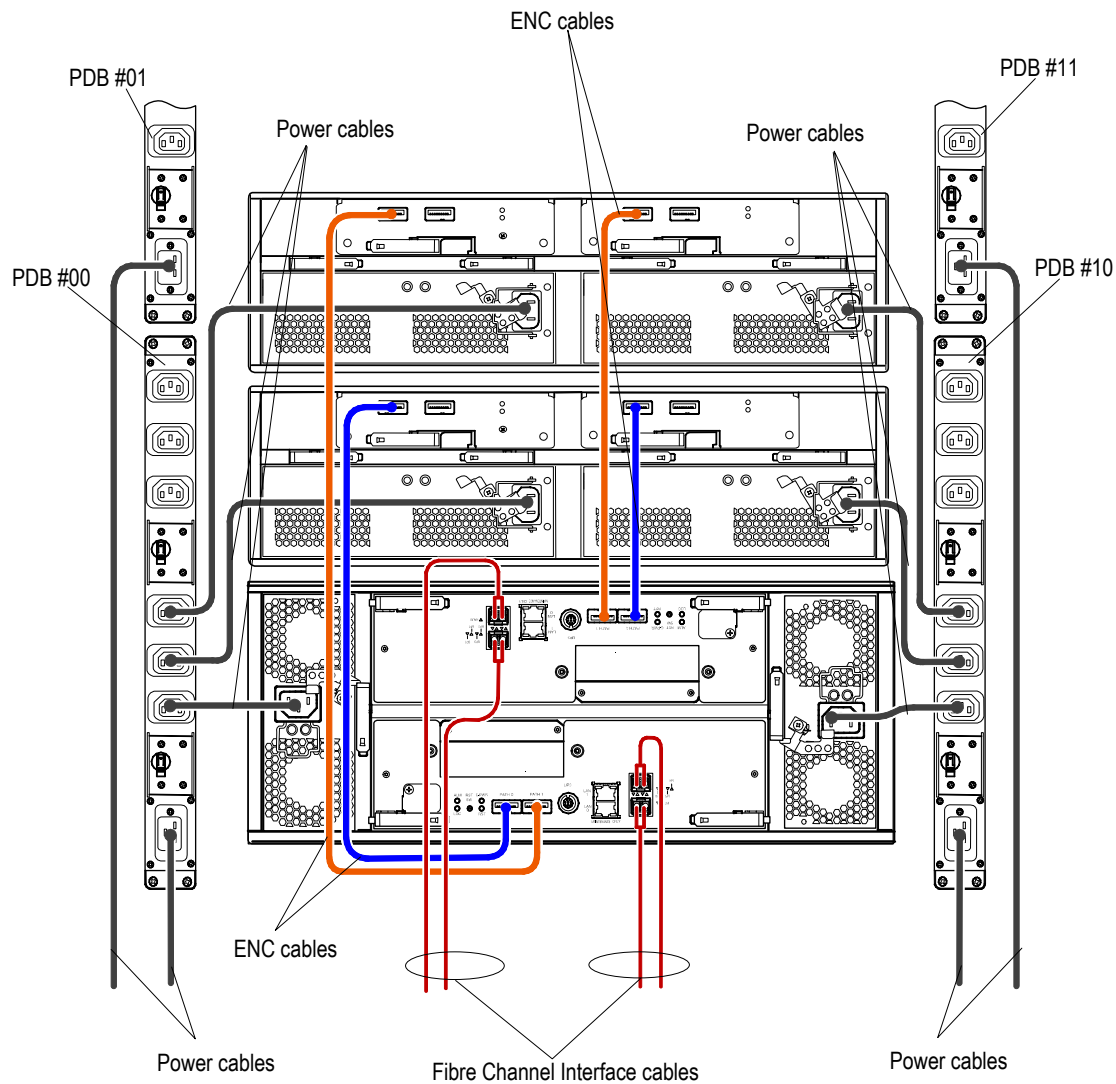 ENC cables
PDB #01
PDB #11
Power cables
Power cables
PDB #00
PDB #10
ENC cables
Power cables
Fibre Channel Interface cables
Power cables